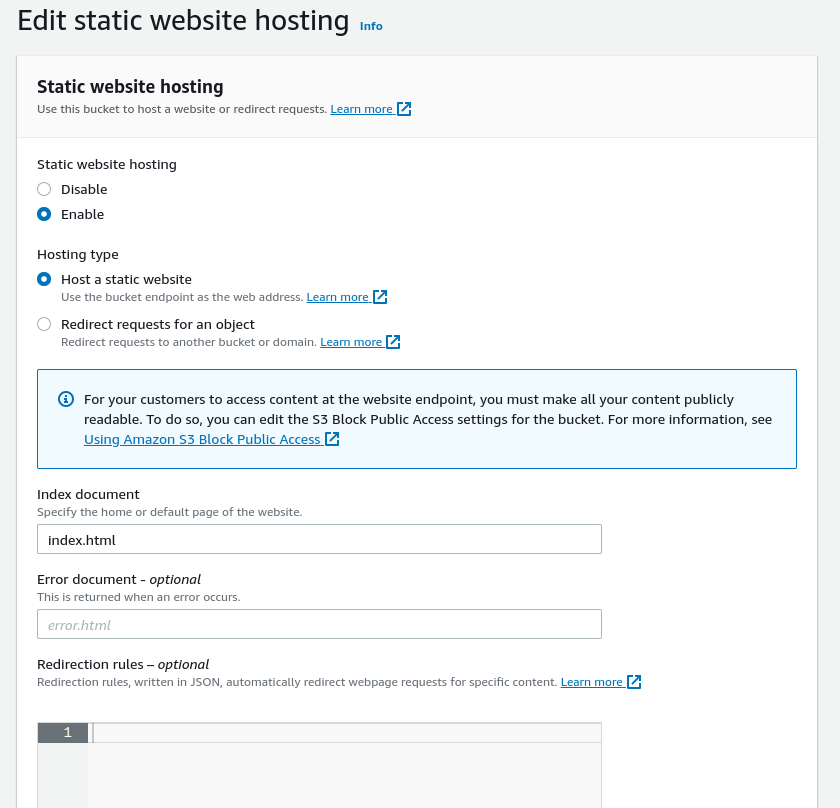 Edit static website hosting Info
Static website hosting
Use this bucket to host a website or redirect requests. Learn more
Static website hosting
Disable
Enable
Hosting type
Host a static website
Use the bucket endpoint as the web address. Learn more
Redirect requests for an object
Redirect requests to another bucket or domain. Learn more
For your customers to access content at the website endpoint, you must make all your content publicly
readable. To do so, you can edit the S3 Block Public Access settings for the bucket. For more information, see
Using Amazon S3 Block Public Access
Index document
Specify the home or default page of the website.
index.html
Error document - optional
This is returned when an error occurs.
error.html
Redirection rules – optional
Redirection rules, written in JSON, automatically redirect webpage requests for specific content. Learn more
1